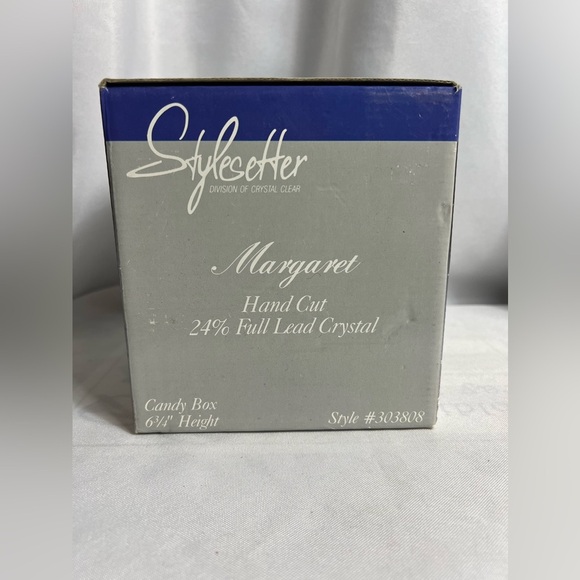 Stylesetter
DIVISION OF CRYSTAL CLEAR
Margaret
Hand Cut
24% Full Lead Crystal
Candy Box
6¾" Height
Style #303808